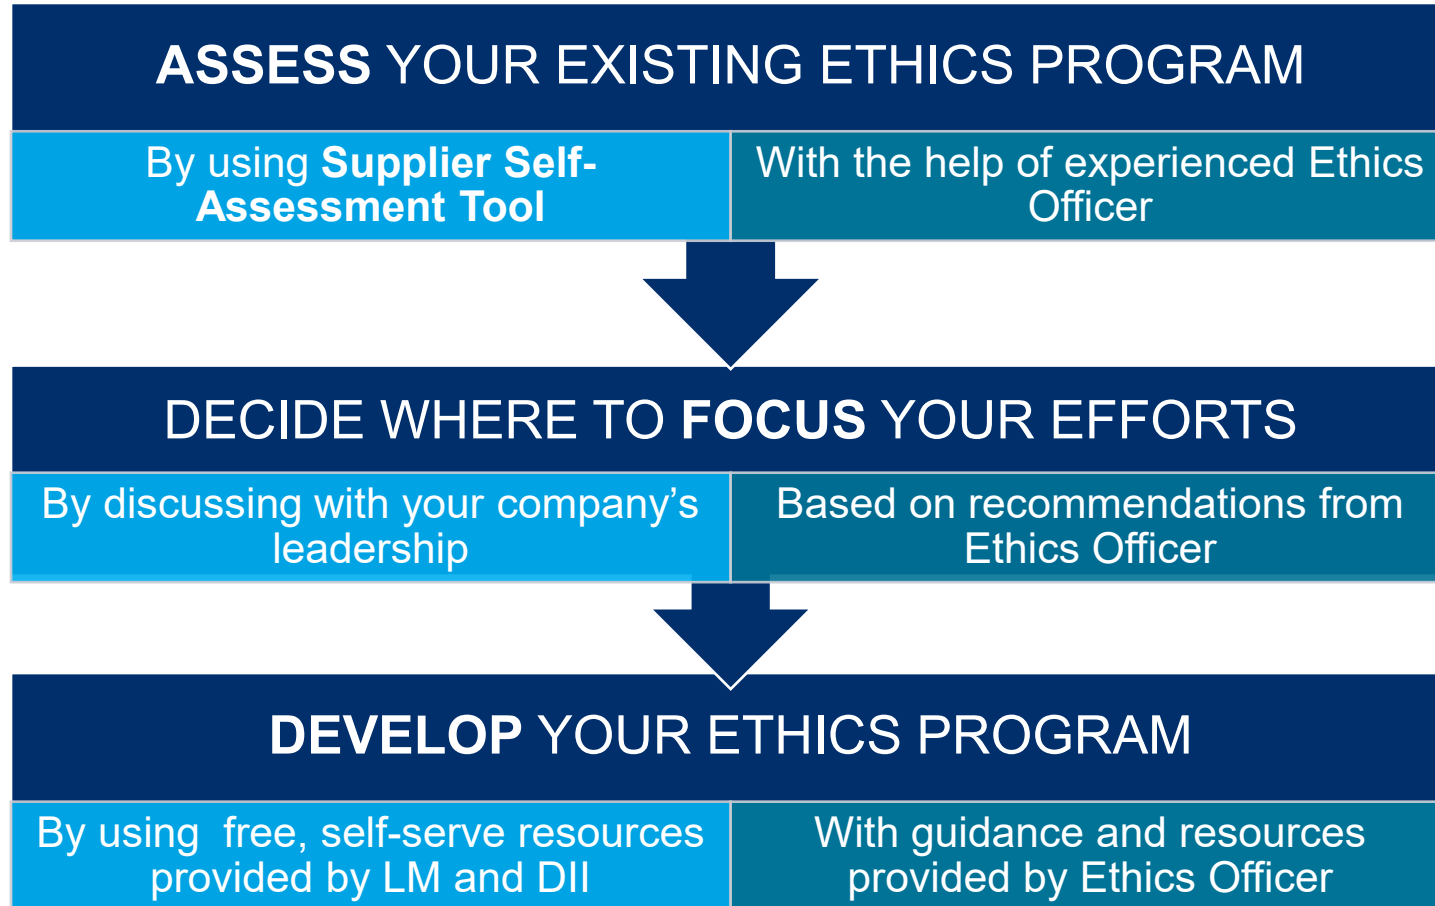 ASSESS YOUR EXISTING ETHICS PROGRAM
By using Supplier Self-
Assessment Tool
With the help of experienced Ethics
Officer
DECIDE WHERE TO FOCUS YOUR EFFORTS
By discussing with your company’s
leadership
Based on recommendations from
Ethics Officer
DEVELOP YOUR ETHICS PROGRAM
By using  free, self-serve resources
provided by LM and DII
With guidance and resources
provided by Ethics Officer